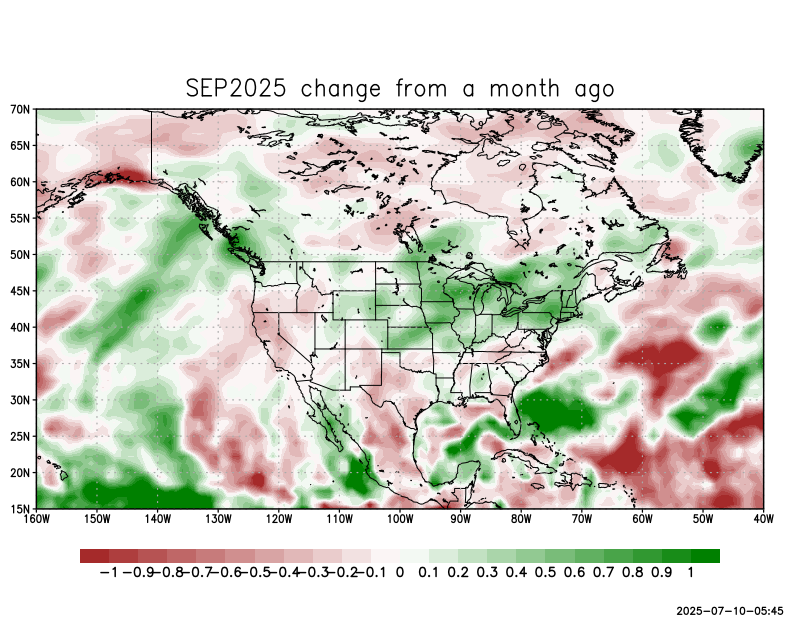 SEP2025 change from a month ago
70N
65N
60N
55N
50N
45N
40N
35N
30N
25N
20N
15N
160W 150W 140W 130W 120W 110W 100W 90W 80W 70W 60W 50W 40W
−1 −0.9 −0.8 −0.7 −0.6 −0.5 −0.4 −0.3 −0.2 −0.1 0 0.1 0.2 0.3 0.4 0.5 0.6 0.7 0.8 0.9 1
2025-07-10-05:45